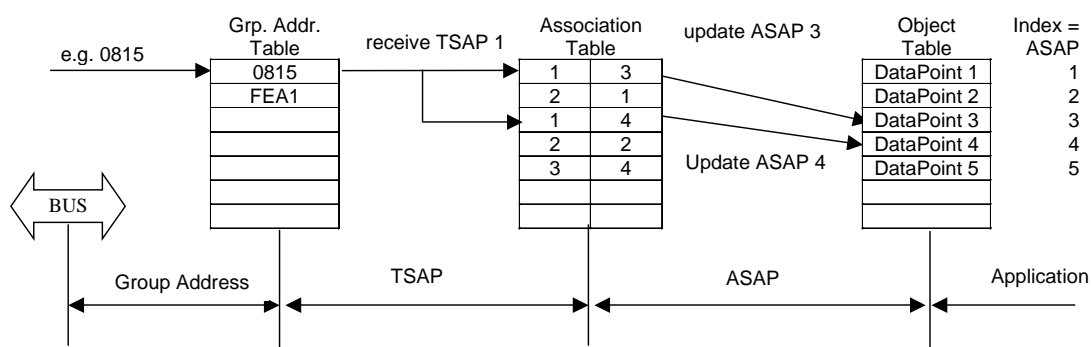 Grp. Addr. Table
Association Table
Object Table
Index = ASAP
e.g. 0815
receive TSAP 1
update ASAP 3
0815
1 3
DataPoint 1
1
FEA1
2 1
DataPoint 2
2
1 4
DataPoint 3
3
2 2
DataPoint 4
4
Update ASAP 4
3 4
DataPoint 5
5
BUS
Group Address
TSAP
ASAP
Application